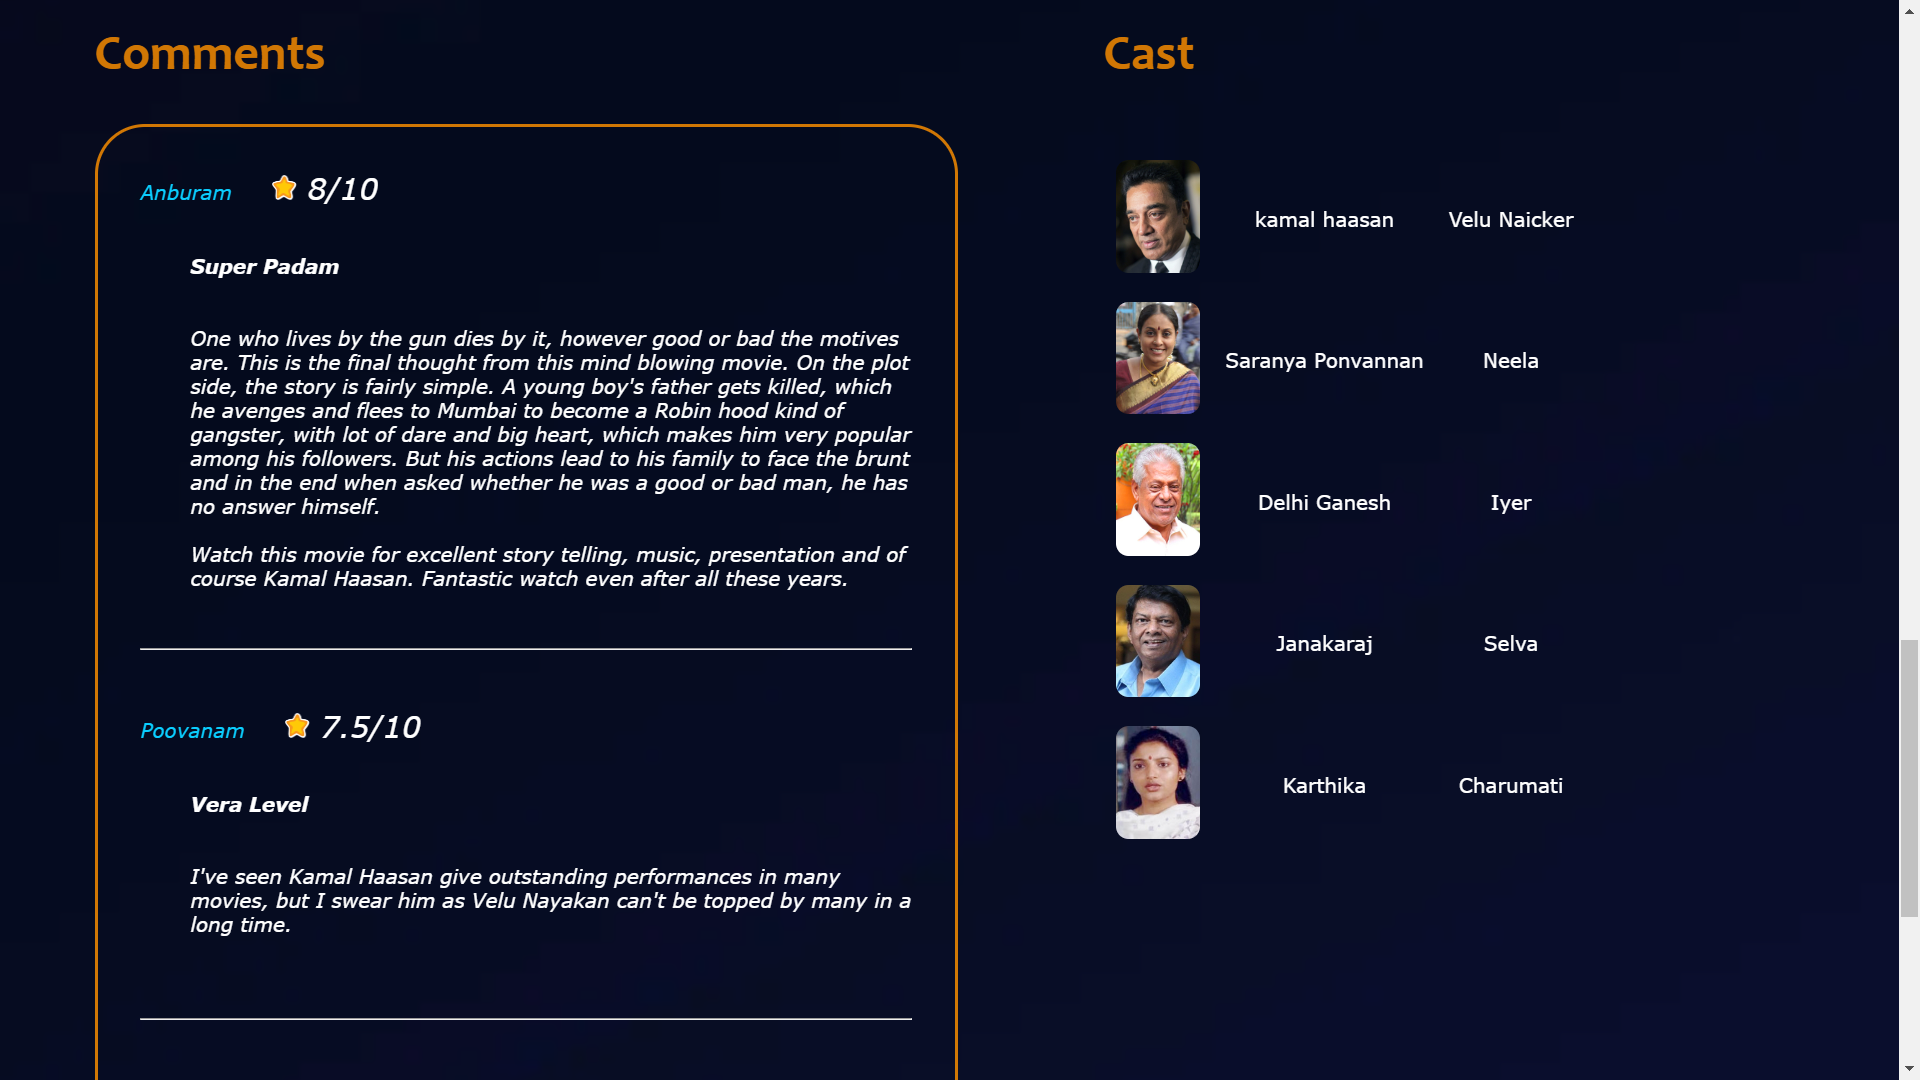 Comments
Anburam 8/10
Super Padam
One who lives by the gun dies by it, however good or bad the motives
are. This is the final thought from this mind blowing movie. On the plot
side, the story is fairly simple. A young boy's father gets killed, which
he avenges and flees to Mumbai to become a Robin hood kind of
gangster, with lot of dare and big heart, which makes him very popular
among his followers. But his actions lead to his family to face the brunt
and in the end when asked whether he was a good or bad man, he has
no answer himself.
Watch this movie for excellent story telling, music, presentation and of
course Kamal Haasan. Fantastic watch even after all these years.
Poovanam 7.5/10
Vera Level
I've seen Kamal Haasan give outstanding performances in many
movies, but I swear him as Velu Nayakan can't be topped by many in a
long time.
Cast
kamal haasan Velu Naicker
Saranya Ponvannan Neela
Delhi Ganesh Iyer
Janakaraj Selva
Karthika Charumati